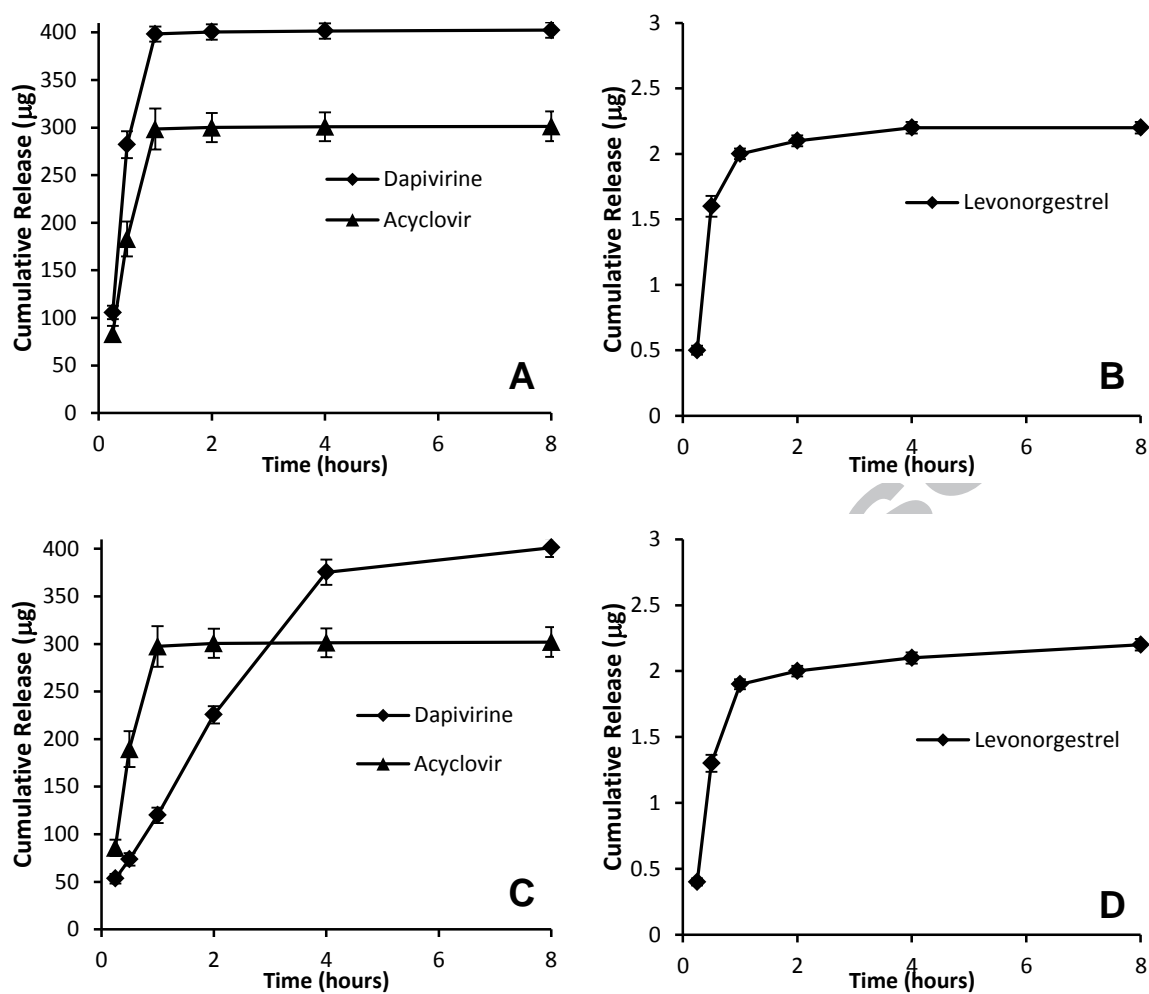 400
350
300
250
200
150
100
50
0
Cumulative Release (µg)
Dapivirine
Acyclovir
A
0 2 4 6 8
Time (hours)
3
2.5
2
1.5
1
0.5
0
Cumulative Release (µg)
Levonorgestrel
B
0 2 4 6 8
Time (hours)
400
350
300
250
200
150
100
50
0
Cumulative Release (µg)
Dapivirine
Acyclovir
C
0 2 4 6 8
Time (hours)
3
2.5
2
1.5
1
0.5
0
Cumulative Release (µg)
Levonorgestrel
D
0 2 4 6 8
Time (hours)